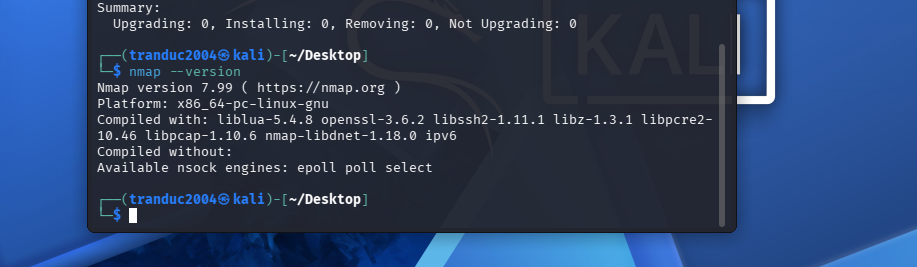 Summary:
  Upgrading: 0, Installing: 0, Removing: 0, Not Upgrading: 0
┌──(tranduc2004㉿kali)-[~/Desktop]
└─$ nmap --version
Nmap version 7.99 ( https://nmap.org )
Platform: x86_64-pc-linux-gnu
Compiled with: liblua-5.4.8 openssl-3.6.2 libssh2-1.11.1 libz-1.3.1 libpcre2-
10.46 libpcap-1.10.6 nmap-libdnet-1.18.0 ipv6
Compiled without:
Available nsock engines: epoll poll select
┌──(tranduc2004㉿kali)-[~/Desktop]
└─$
KALI